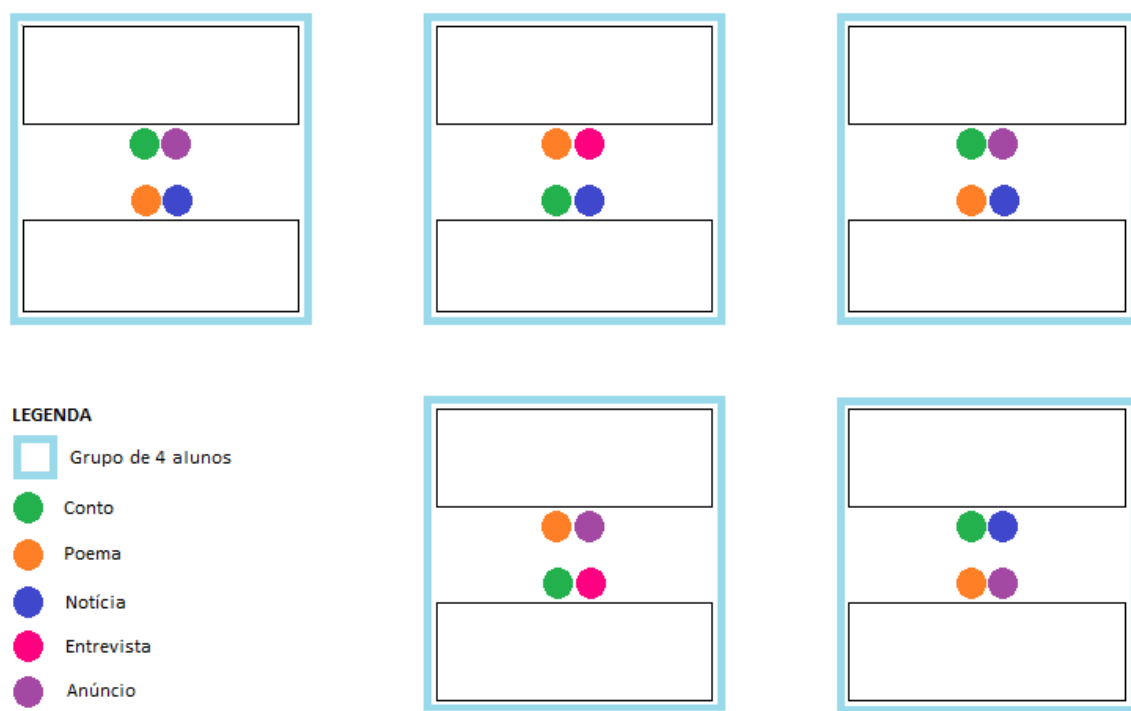 LEGENDA
Grupo de 4 alunos
Conto
Poema
Notícia
Entrevista
Anúncio